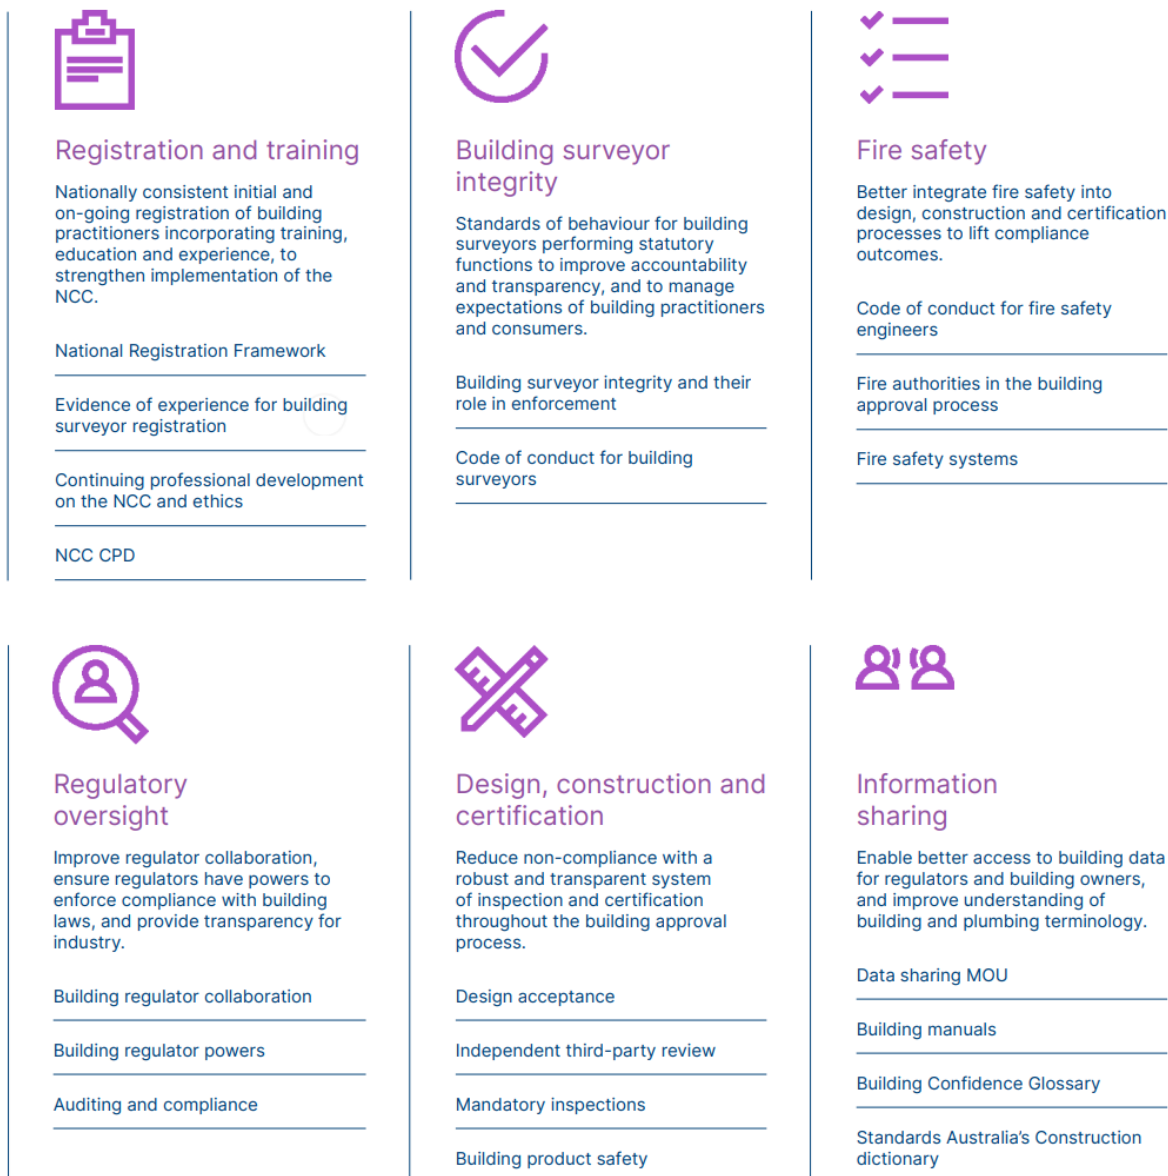 Registration and training
Nationally consistent initial and
on-going registration of building
practitioners incorporating training,
education and experience, to
strengthen implementation of the
NCC.
National Registration Framework
Evidence of experience for building
surveyor registration
Continuing professional development
on the NCC and ethics
NCC CPD
Building surveyor
integrity
Standards of behaviour for building
surveyors performing statutory
functions to improve accountability
and transparency, and to manage
expectations of building practitioners
and consumers.
Building surveyor integrity and their
role in enforcement
Code of conduct for building
surveyors
Fire safety
Better integrate fire safety into
design, construction and certification
processes to lift compliance
outcomes.
Code of conduct for fire safety
engineers
Fire authorities in the building
approval process
Fire safety systems
Regulatory
oversight
Improve regulator collaboration,
ensure regulators have powers to
enforce compliance with building
laws, and provide transparency for
industry.
Building regulator collaboration
Building regulator powers
Auditing and compliance
Design, construction and
certification
Reduce non-compliance with a
robust and transparent system
of inspection and certification
throughout the building approval
process.
Design acceptance
Independent third-party review
Mandatory inspections
Building product safety
Information
sharing
Enable better access to building data
for regulators and building owners,
and improve understanding of
building and plumbing terminology.
Data sharing MOU
Building manuals
Building Confidence Glossary
Standards Australia's Construction
dictionary